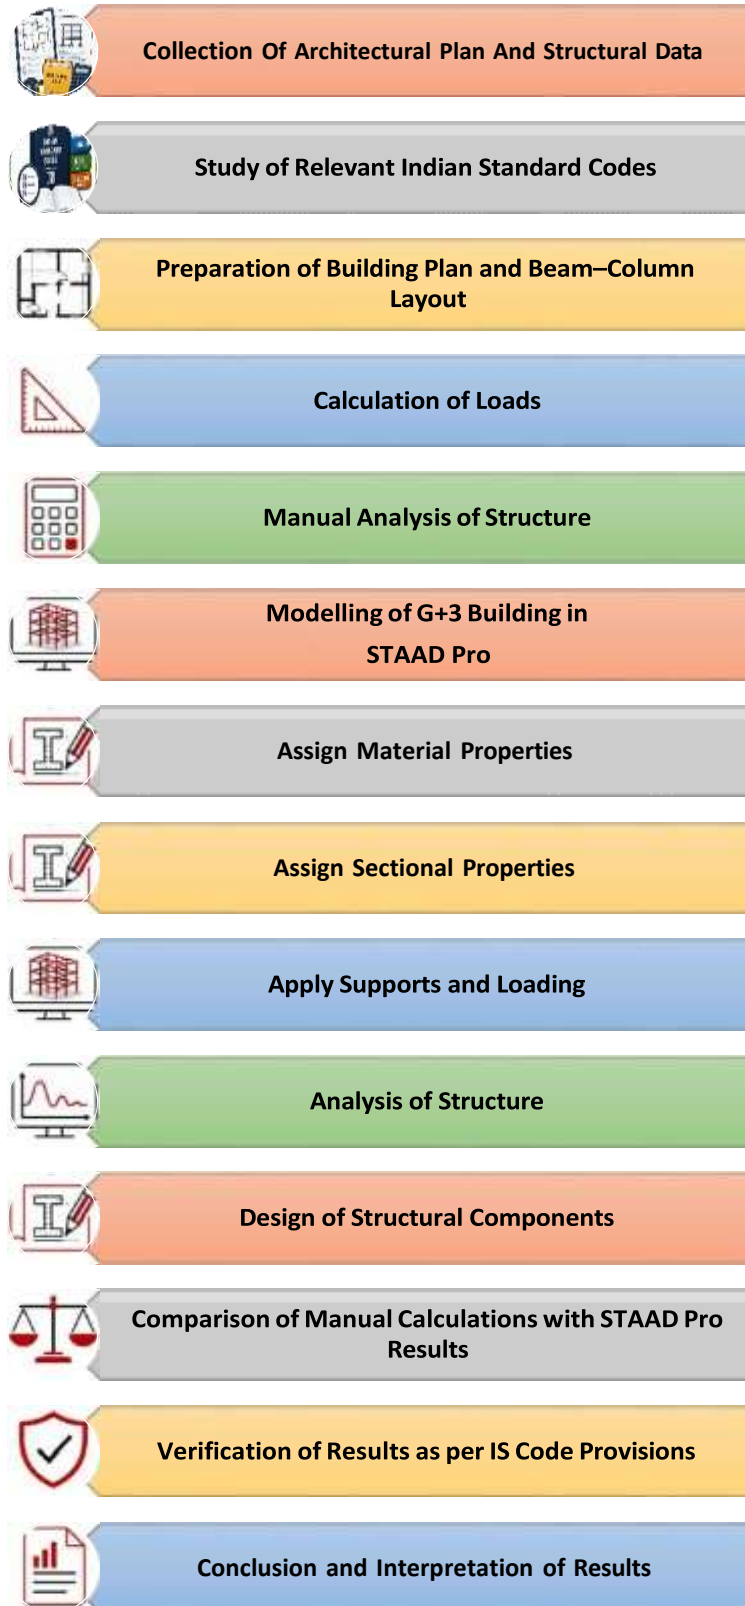 Collection Of Architectural Plan And Structural Data
Study of Relevant Indian Standard Codes
Preparation of Building Plan and Beam–Column
Layout
Calculation of Loads
Manual Analysis of Structure
Modelling of G+3 Building in
STAAD Pro
Assign Material Properties
Assign Sectional Properties
Apply Supports and Loading
Analysis of Structure
Design of Structural Components
Comparison of Manual Calculations with STAAD Pro
Results
Verification of Results as per IS Code Provisions
Conclusion and Interpretation of Results